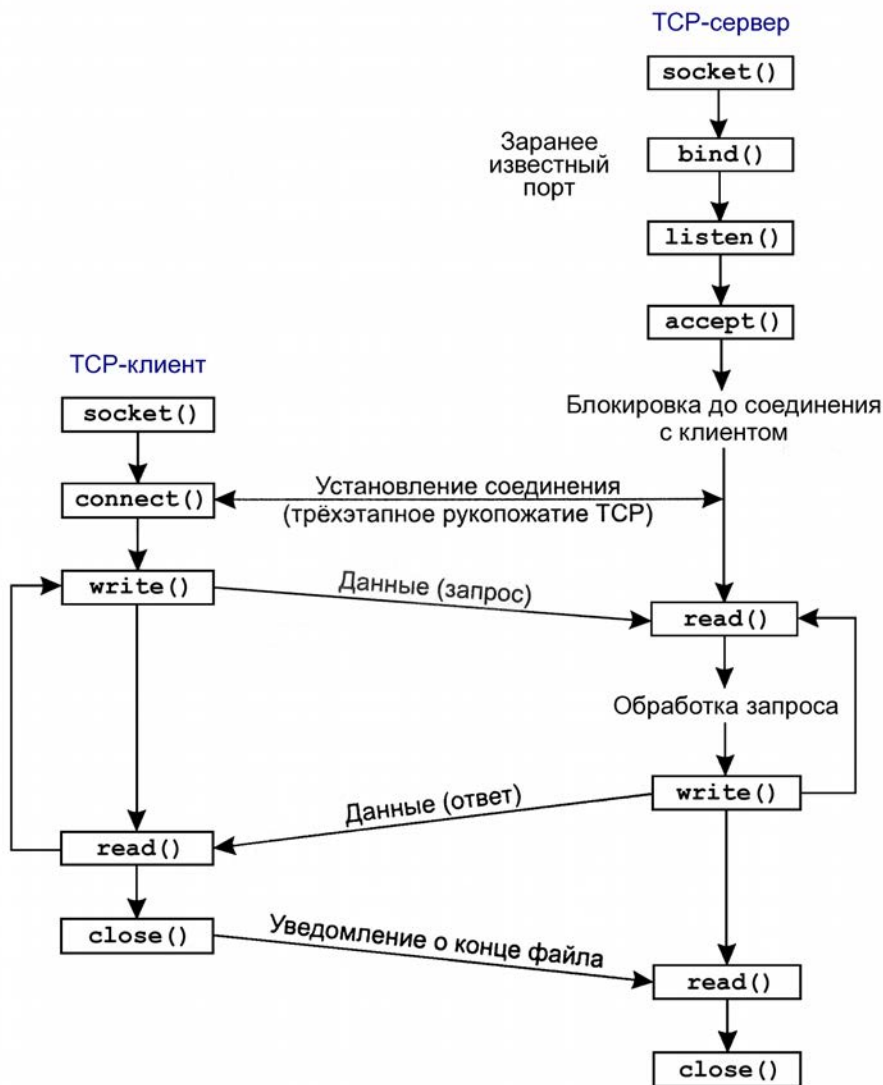 TCP-сервер
socket()
Заранее
известный
порт
bind()
listen()
accept()
Блокировка до соединения
с клиентом
TCP-клиент
socket()
connect()
Установление соединения
(трёхэтапное рукопожатие TCP)
write()
Данные (запрос)
read()
Обработка запроса
write()
Данные (ответ)
read()
close()
Уведомление о конце файла
read()
close()